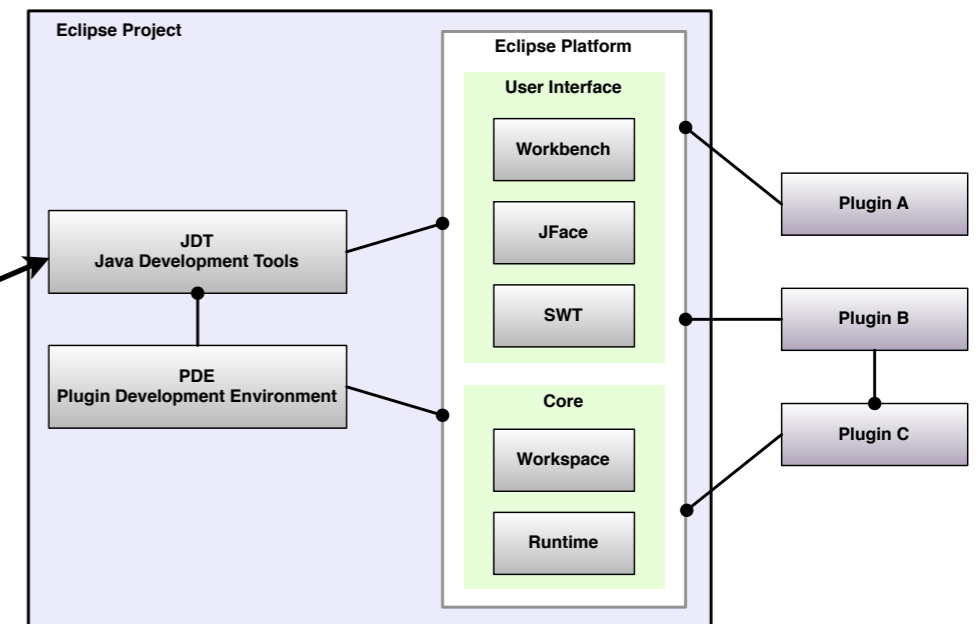 Eclipse Project
Eclipse Platform
User Interface
Workbench
JFace
SWT
Core
Workspace
Runtime
JDT
Java Development Tools
PDE
Plugin Development Environment
Plugin A
Plugin B
Plugin C